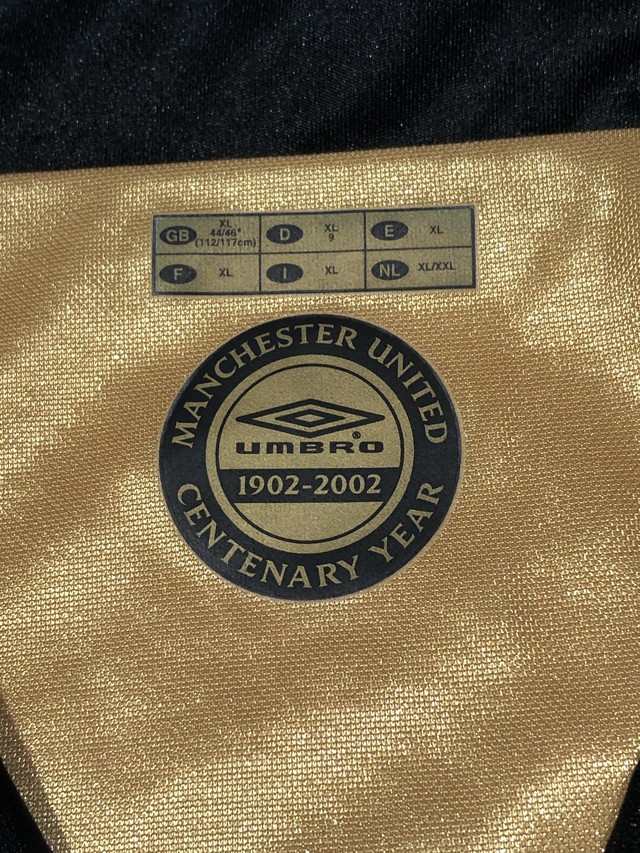 GB XL 44/46" (112/117cm) D XL 9 E XL
F XL I XL NL XL/XXL
MANCHESTER UNITED
UMBRO®
1902-2002
CENTENARY YEAR